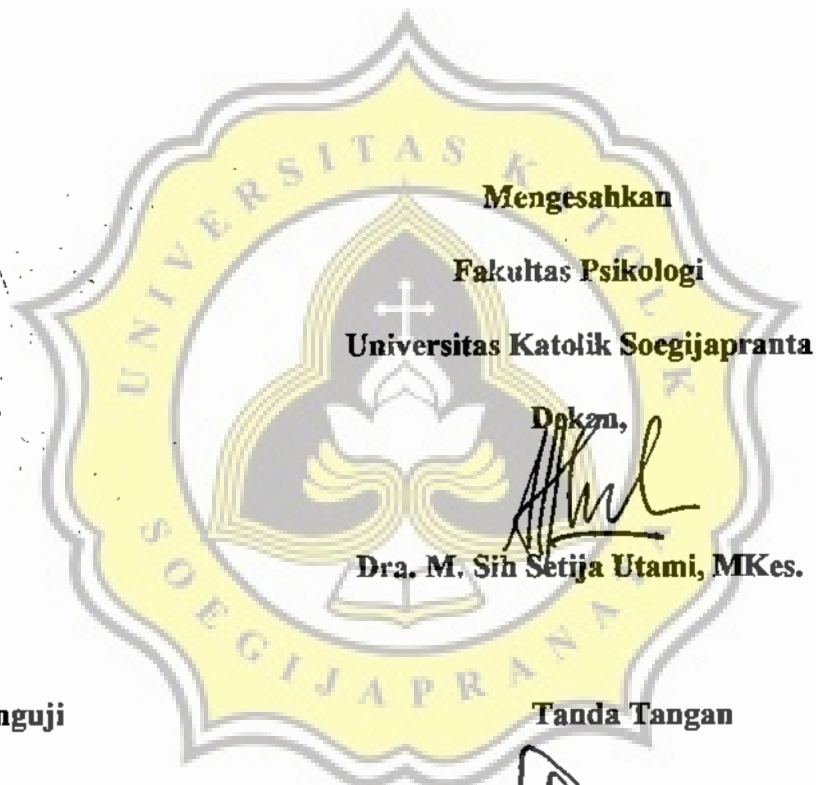 UNIVERSITAS KATOLIK
SOEGIJAPRANATA
Mengesahkan
Fakultas Psikologi
Universitas Katolik Soegijapranta
Dekan,
Dra. M. Sih Setija Utami, MKes.
nguji
Tanda Tangan